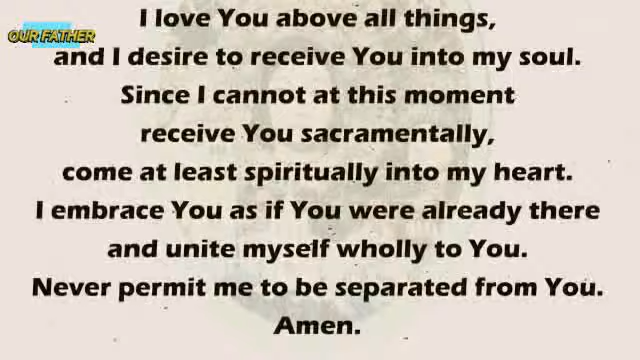 I love You above all things,
OUR FATHER
and I desire to receive You into my soul.
Since I cannot at this moment
receive You sacramentally,
come at least spiritually into my heart.
I embrace You as if You were already there
and unite myself wholly to You.
Never permit me to be separated from You.
Amen.